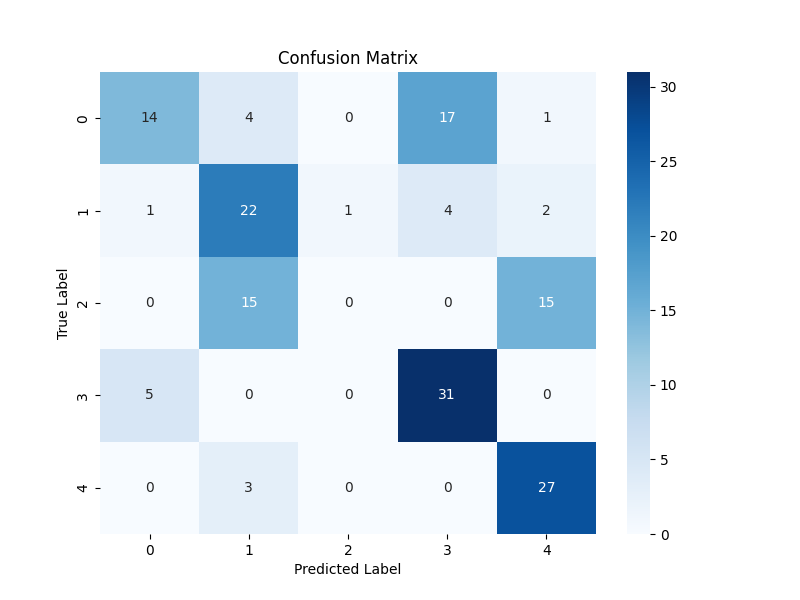 Confusion Matrix
0 14 4 0 17 1
1 1 22 1 4 2
2 0 15 0 0 15
3 5 0 0 31 0
4 0 3 0 0 27
0 1 2 3 4
True Label
Predicted Label
30
25
20
15
10
5
0